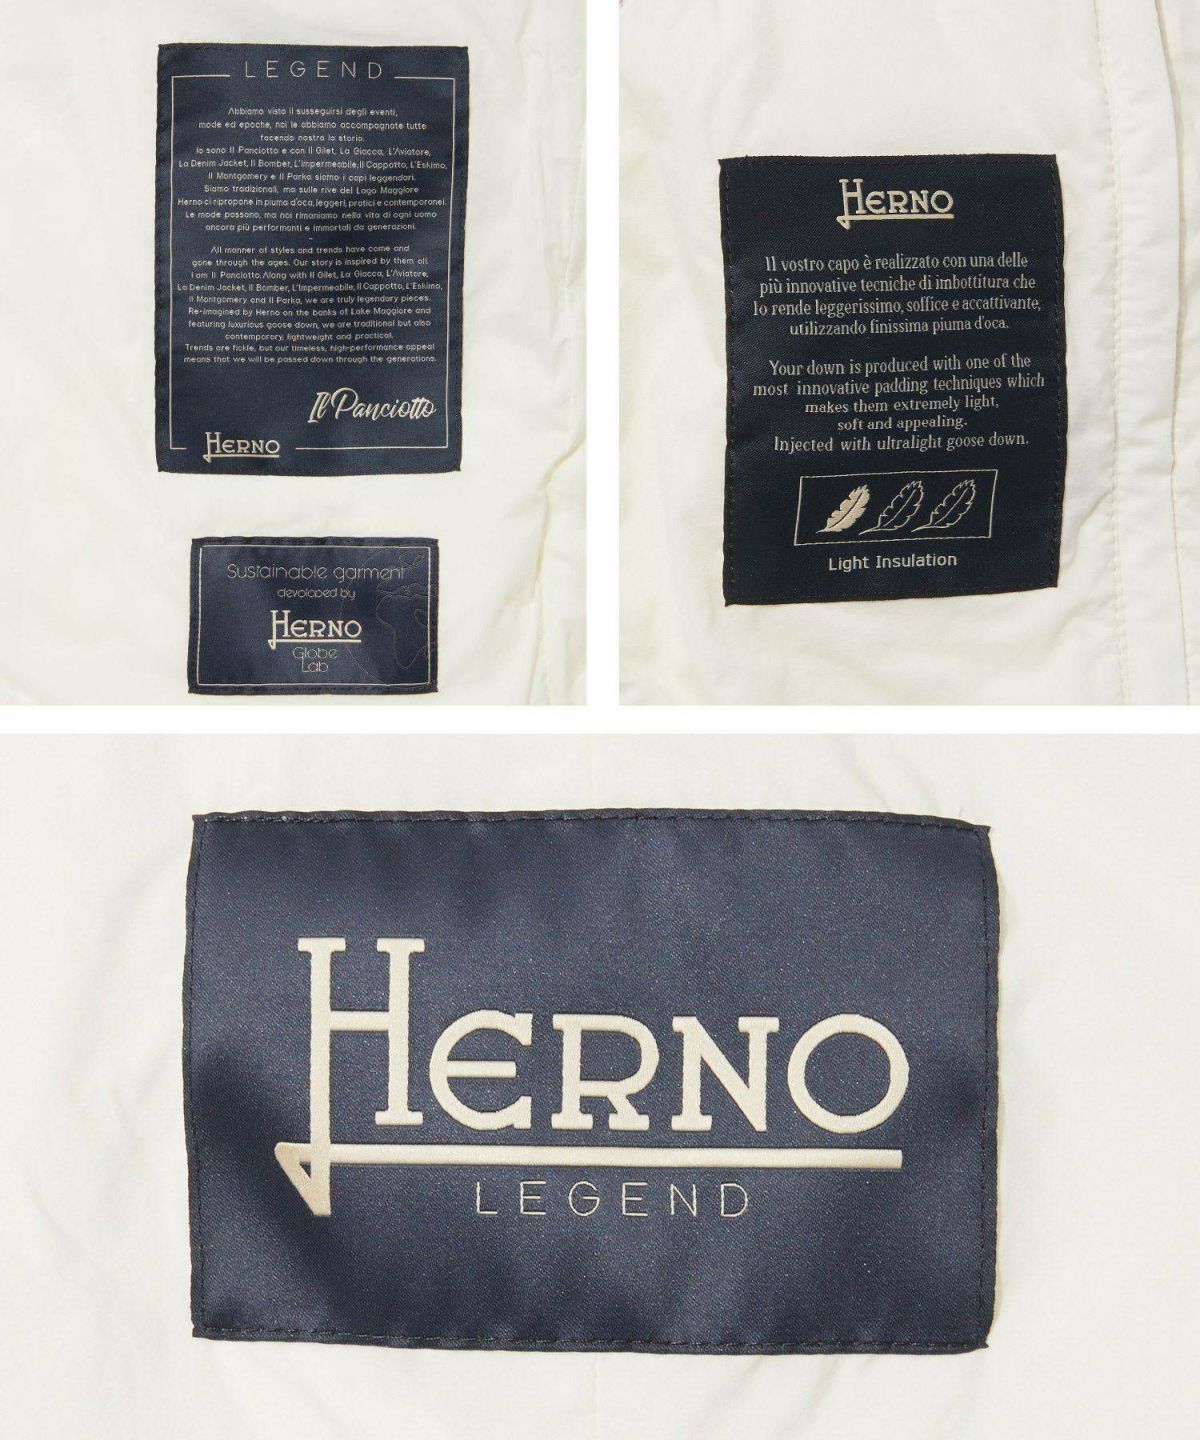 LEGEND
Abbiamo visto il susseguirsi degli eventi,
mode ed epoche, noi le abbiamo accompagnate tutte
facendo nostra la storia.
Io sono Il Panciotto e con Il Gilet, La Giacca, L'Aviatore,
La Denim Jacket, Il Bomber, L'Impermeabile, Il Cappotto, L'Eskimo,
Il Montgomery e Il Parka siamo i capi leggendari.
Siamo tradizionali, ma sulle rive del Lago Maggiore
Herno ci ripropone in piuma d'oca, leggeri, pratici e contemporanei.
Le mode passano, ma noi rimaniamo nella vita di ogni uomo
ancora più performanti e immortali da generazioni.
-
All manner of styles and trends have come and
gone through the ages. Our story is inspired by them all.
I am Il Panciotto, Along with Il Gilet, La Giacca, L'Aviatore,
La Denim Jacket, Il Bomber, L'Impermeabile, Il Cappotto, L'Eskimo,
Il Montgomery and Il Parka, we are truly legendary pieces.
Re-imagined by Herno on the banks of Lake Maggiore and
featuring luxurious goose down, we are traditional but also
contemporary, lightweight and practical.
Trends are fickle, but our timeless, high-performance appeal
means that we will be passed down through the generations.
Il Panciotto
HERNO
Sustainable garment
devoloped by
HERNO
Globe
Lab
HERNO
Il vostro capo è realizzato con una delle
più innovative tecniche di imbottitura che
lo rende leggerissimo, soffice e accattivante,
utilizzando finissima piuma d'oca.
Your down is produced with one of the
most innovative padding techniques which
makes them extremely light,
soft and appealing.
Injected with ultralight goose down.
Light Insulation
HERNO
LEGEND